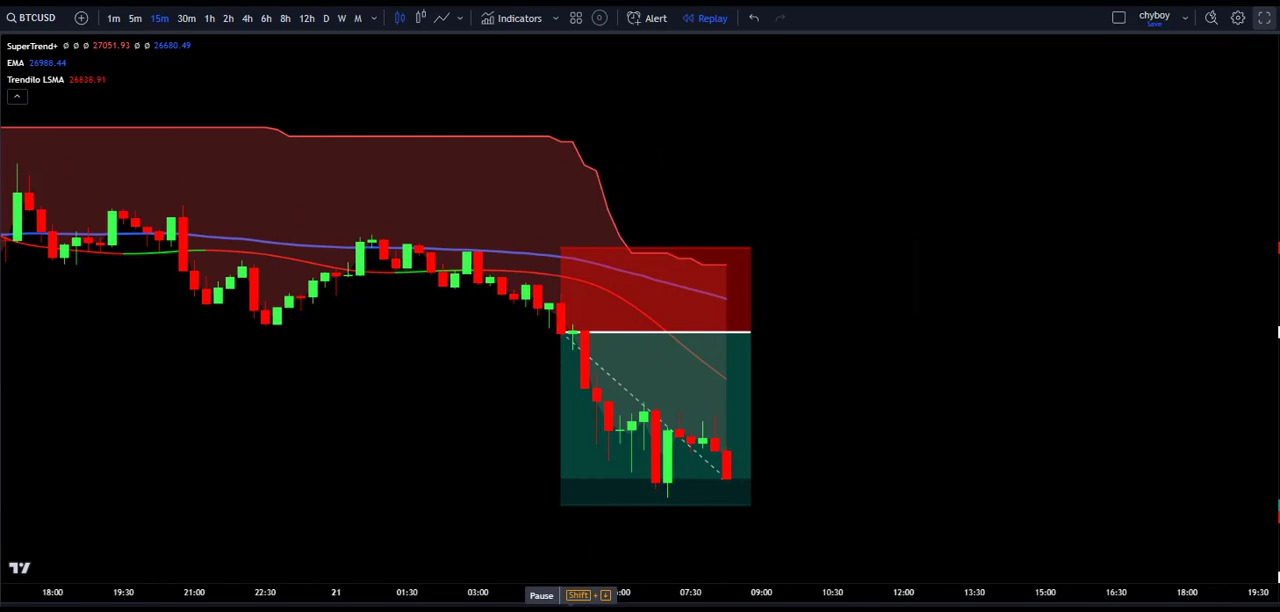 BTCUSD 1m 5m 15m 30m 1h 2h 4h 6h 8h 12h D W M Indicators Alert Replay chyboy
Save
SuperTrend+ Ø Ø Ø 27051.93 Ø Ø 26680.49
EMA 26988.44
Trendilo LSMA 26838.91
18:00 19:30 21:00 22:30 21 01:30 03:00 6:00 07:30 09:00 10:30 12:00 13:30 15:00 16:30 18:00 19:30
Pause Shift + ↓